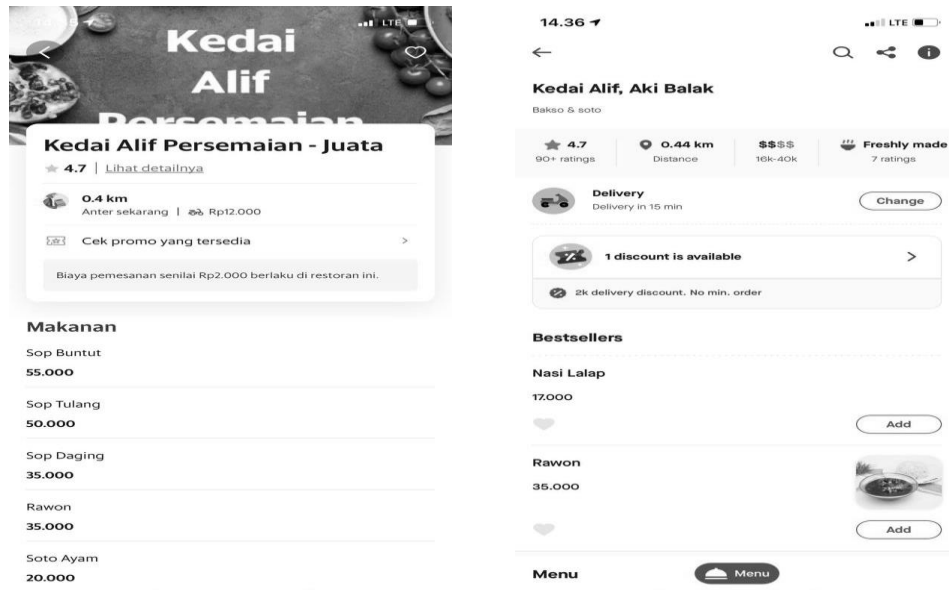 LTE
Kedai
Alif
Persemaian
Kedai Alif Persemaian - Juata
4.7 | Lihat detailnya
0.4 km
Anter sekarang | Rp12.000
Cek promo yang tersedia >
Biaya pemesanan senilai Rp2.000 berlaku di restoran ini.
Makanan
Sop Buntut
55.000
Sop Tulang
50.000
Sop Daging
35.000
Rawon
35.000
Soto Ayam
20.000
14.36 LTE
Kedai Alif, Aki Balak
Bakso & soto
4.7 0.44 km $$$$ Freshly made
90+ ratings Distance 16k-40k 7 ratings
Delivery
Delivery in 15 min
Change
1 discount is available >
2k delivery discount. No min. order
Bestsellers
Nasi Lalap
17.000
Add
Rawon
35.000
Add
Menu Menu